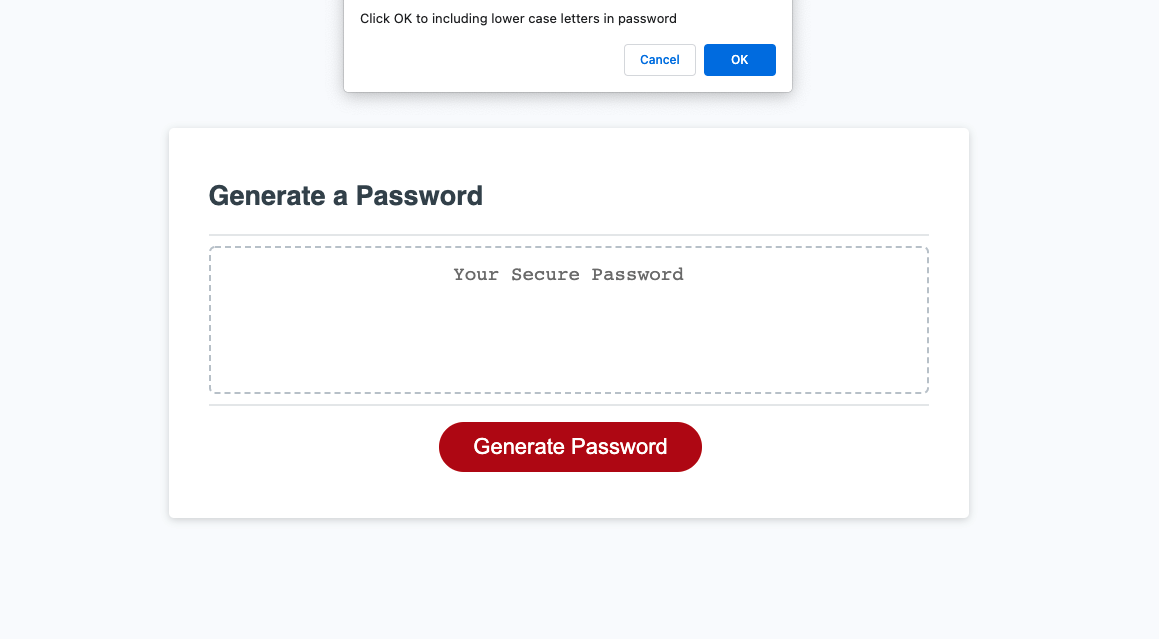 Click OK to including lower case letters in password
Cancel OK
Generate a Password
Your Secure Password
Generate Password